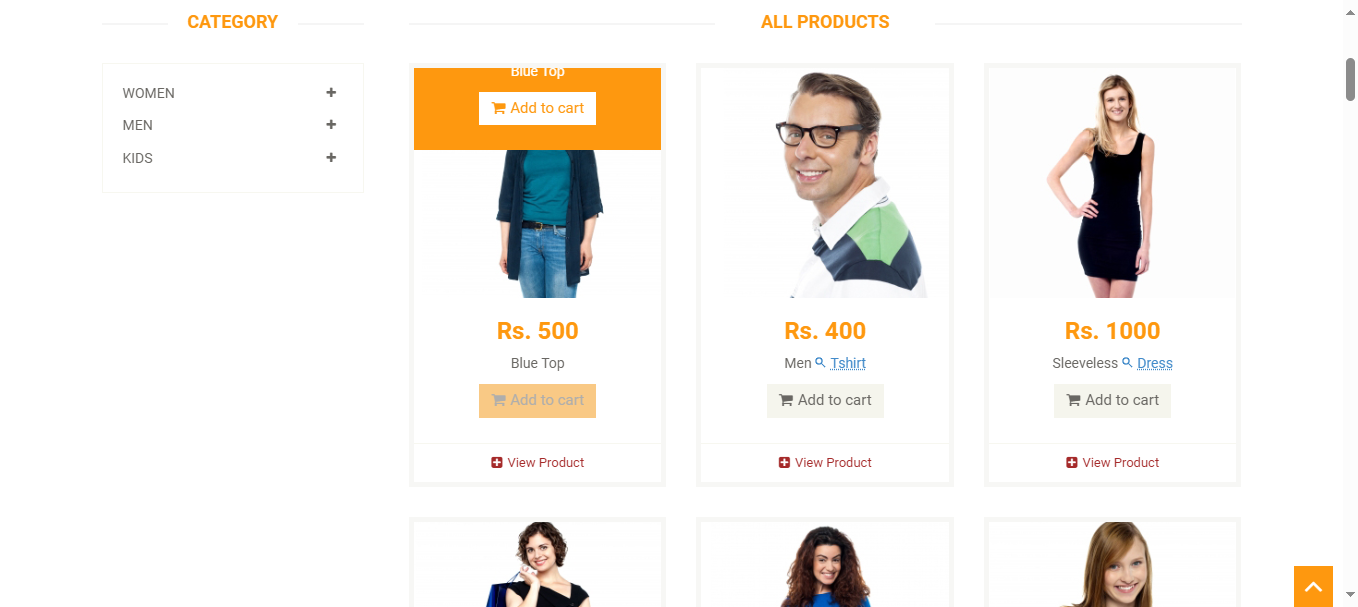 CATEGORY
ALL PRODUCTS
WOMEN
MEN
KIDS
Blue Top
Add to cart
Rs. 500
Blue Top
Add to cart
View Product
Rs. 400
Men Tshirt
Add to cart
View Product
Rs. 1000
Sleeveless Dress
Add to cart
View Product